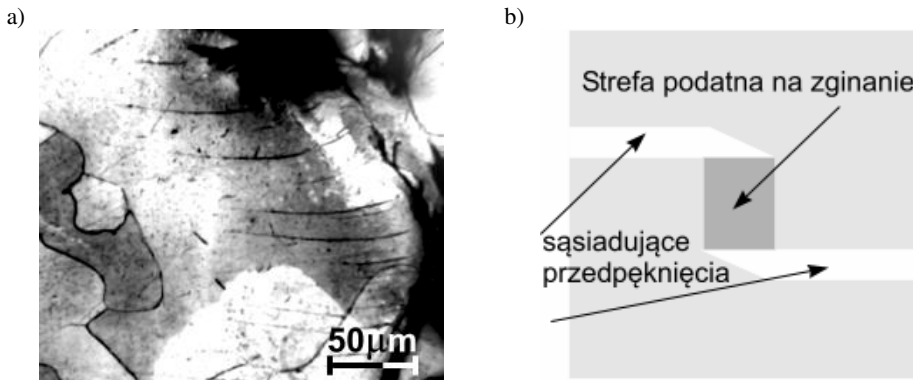 a)
b)
50µm
Strefa podatna na zginanie
sąsiadujące
przedpęknięcia